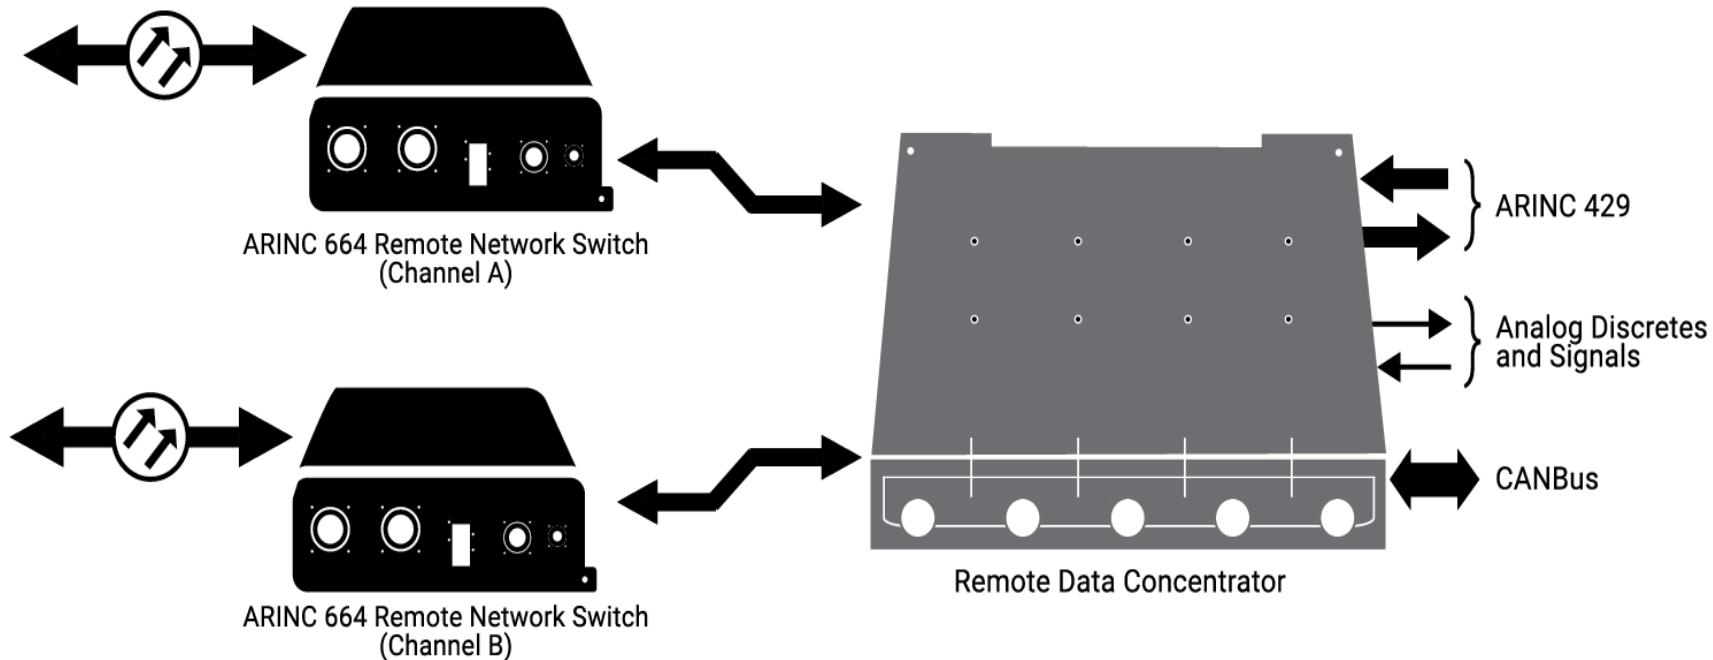 ARINC 664 Remote Network Switch
(Channel A)
ARINC 429
Analog Discretes
and Signals
CANBus
Remote Data Concentrator
ARINC 664 Remote Network Switch
(Channel B)